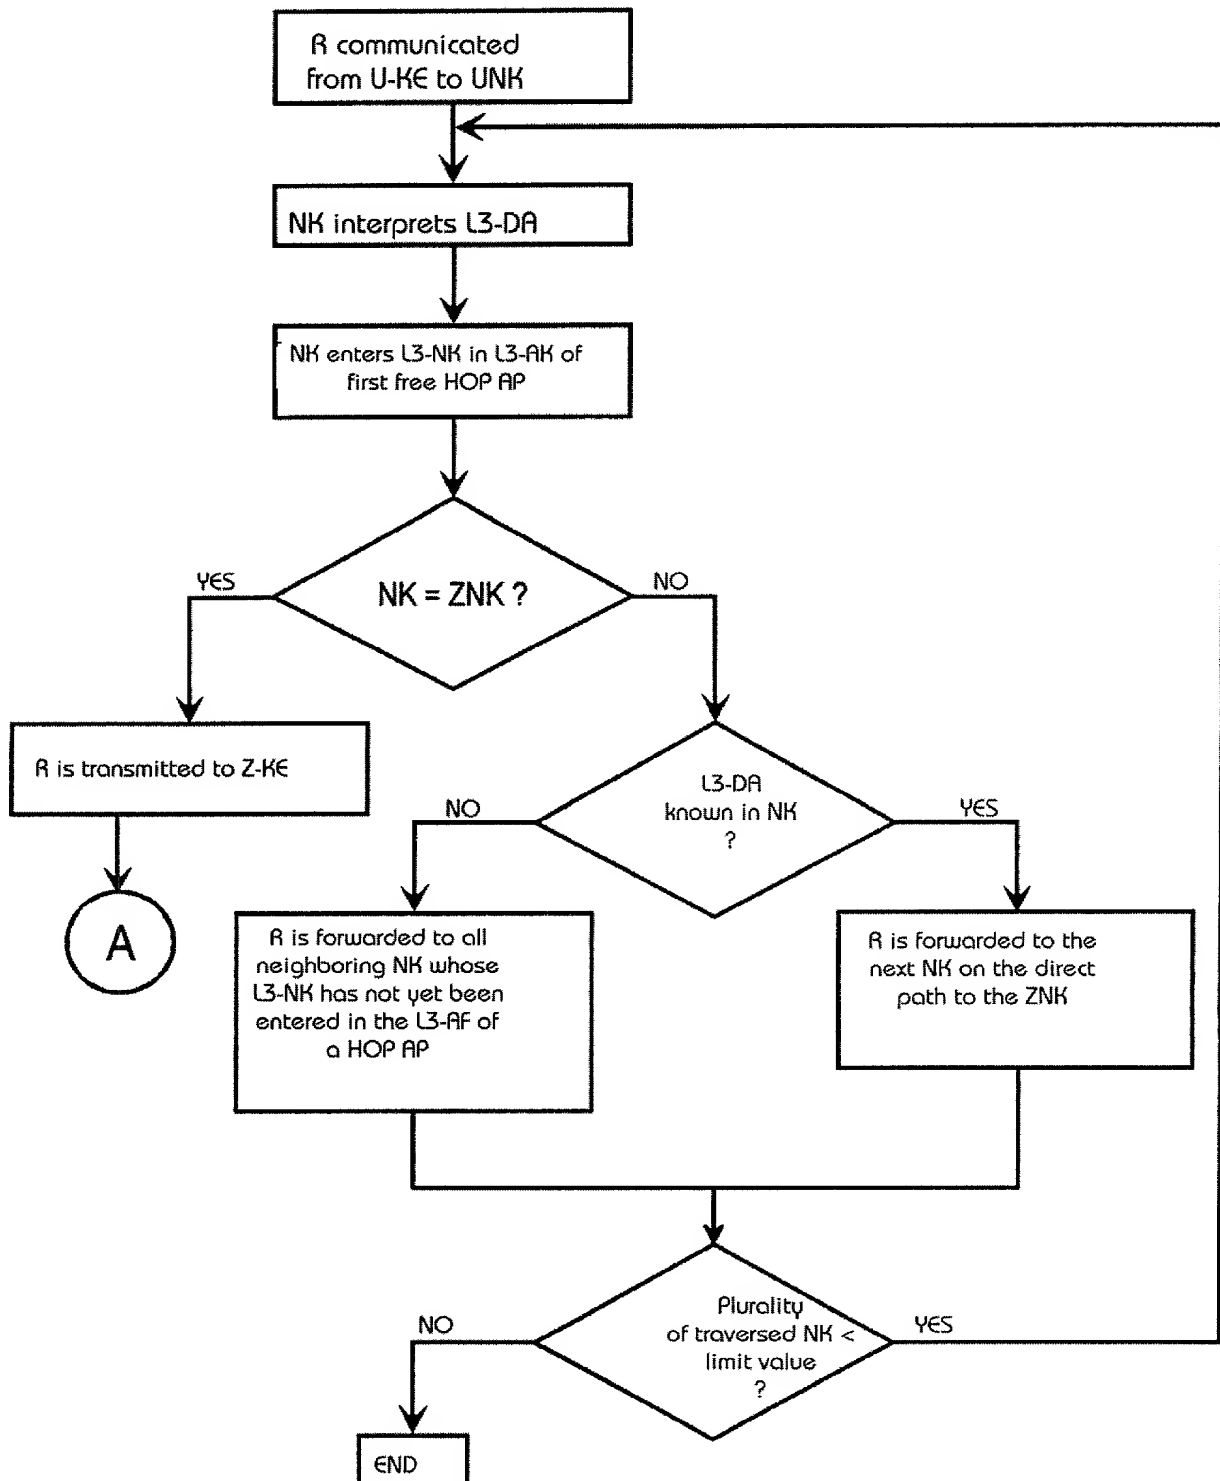 R communicated
from U-KE to UNK
NK interprets L3-DA
NK enters L3-NK in L3-AK of
first free HOP AP
NK = ZNK ?
YES
NO
R is transmitted to Z-KE
A
L3-DA
known in NK
?
NO
YES
R is forwarded to all
neighboring NK whose
L3-NK has not yet been
entered in the L3-AF of
a HOP AP
R is forwarded to the
next NK on the direct
path to the ZNK
Plurality
of traversed NK <
limit value
?
NO
YES
END